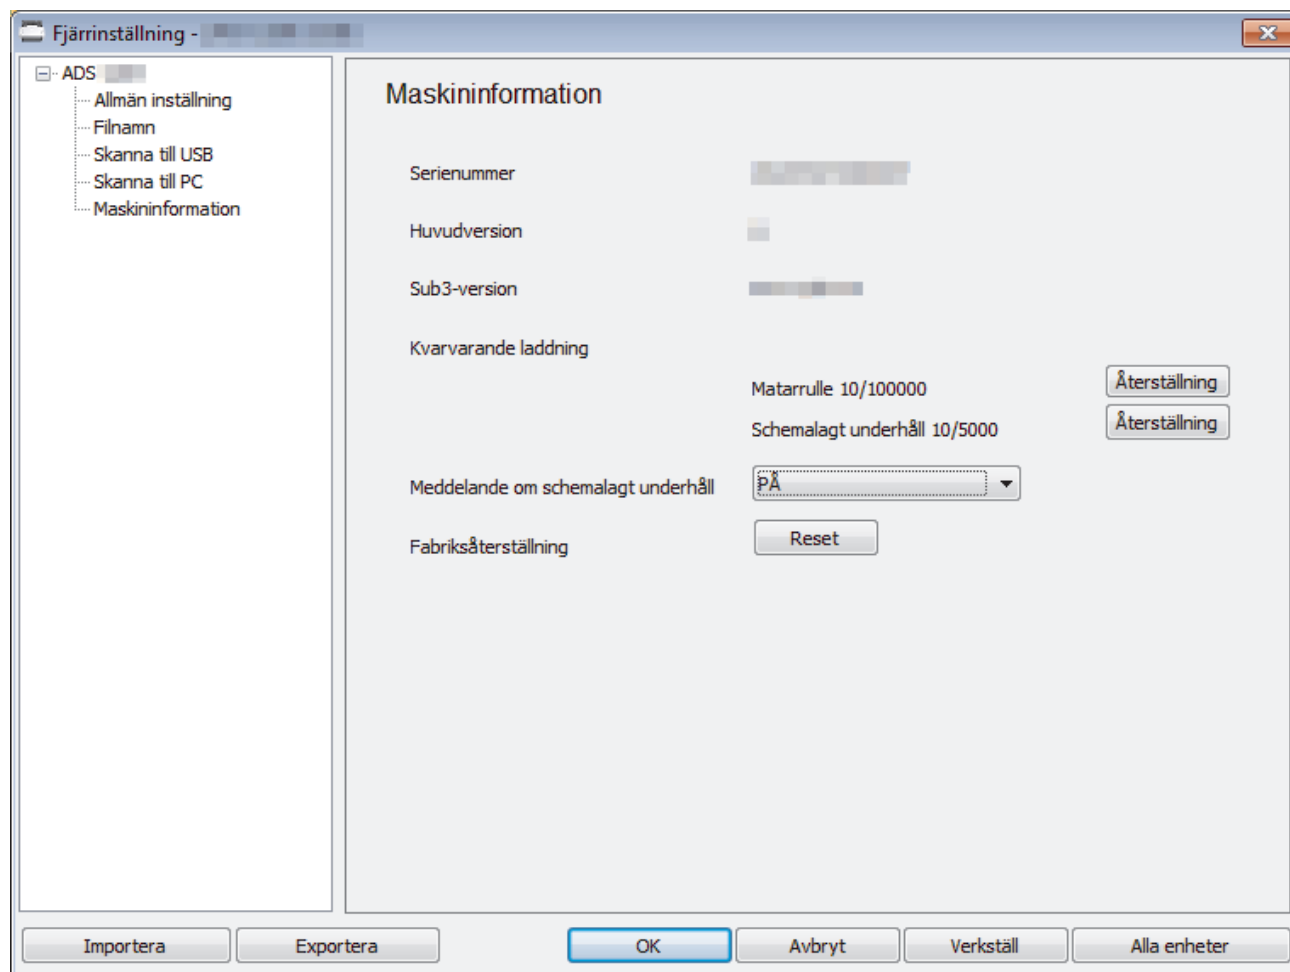 Fjärrinställning -
ADS
Allmän inställning
Filnamn
Skanna till USB
Skanna till PC
Maskininformation
Maskininformation
Serienummer
Huvudversion
Sub3-version
Kvarvarande laddning
Matarrulle 10/100000 Återställning
Schemalagt underhåll 10/5000 Återställning
Meddelande om schemalagt underhåll PÅ
Fabriksåterställning Reset
Importera Exportera OK Avbryt Verkställ Alla enheter